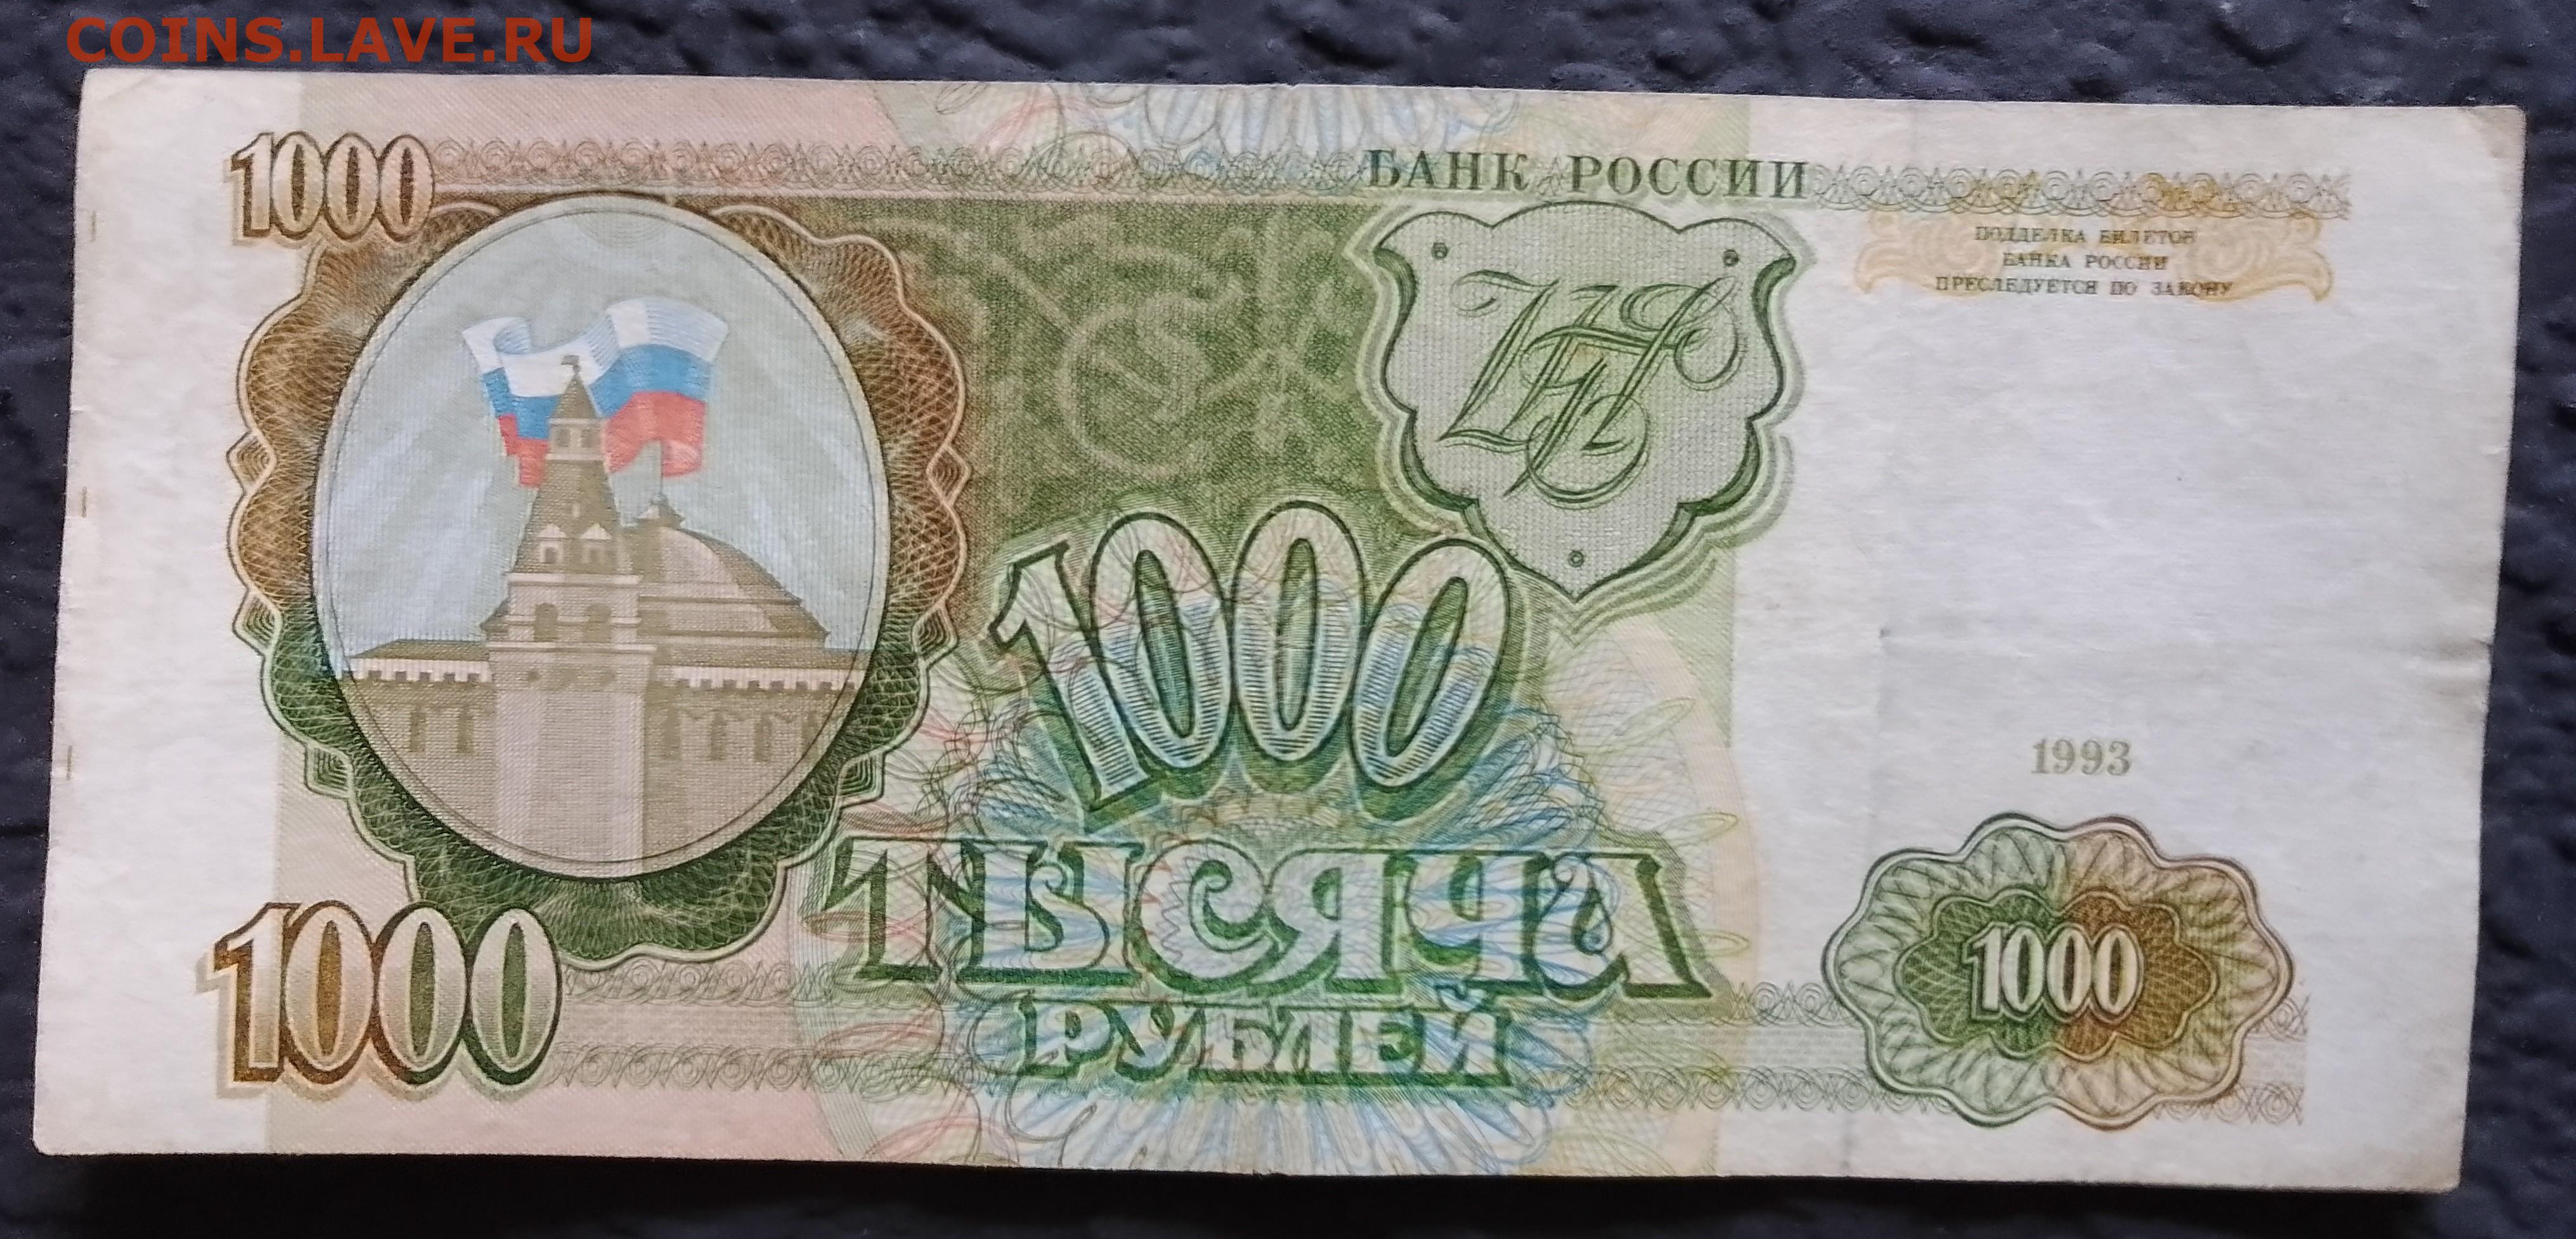 COINS.LAVE.RU
1000
БАНК РОССИИ
ПОДДЕЛКА БИЛЕТОВ
БАНКА РОССИИ
ПРЕСЛЕДУЕТСЯ ПО ЗАКОНУ
1000
1993
ТЫСЯЧА
РУБЛЕЙ
1000
1000